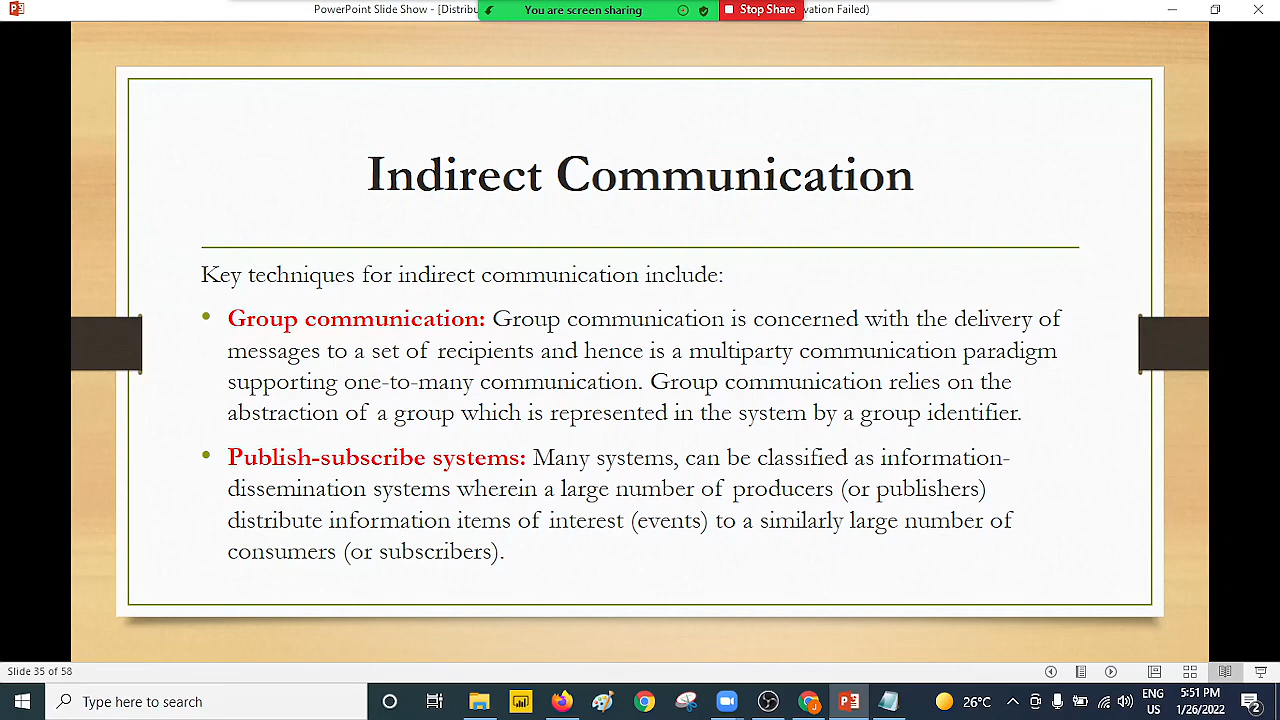 PowerPoint Slide Show - [Distribu
You are screen sharing
Stop Share
vation Failed)
Indirect Communication
Key techniques for indirect communication include:
• Group communication: Group communication is concerned with the delivery of
messages to a set of recipients and hence is a multiparty communication paradigm
supporting one-to-many communication. Group communication relies on the
abstraction of a group which is represented in the system by a group identifier.
• Publish-subscribe systems: Many systems, can be classified as information-
dissemination systems wherein a large number of producers (or publishers)
distribute information items of interest (events) to a similarly large number of
consumers (or subscribers).
Slide 35 of 58
Type here to search
26°C
ENG
US
5:51 PM
1/26/2022
2